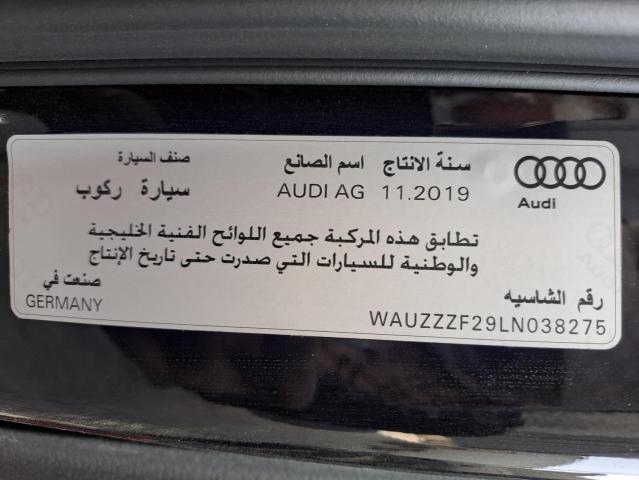 سنة الانتاج اسم الصانع صنف السيارة
11.2019 AUDI AG سيارة ركوب
Audi
تطابق هذه المركبة جميع اللوائح الفنية الخليجية
والوطنية للسيارات التي صدرت حتى تاريخ الإنتاج
رقم الشاسيه صنعت في
WAUZZZF29LN038275 GERMANY